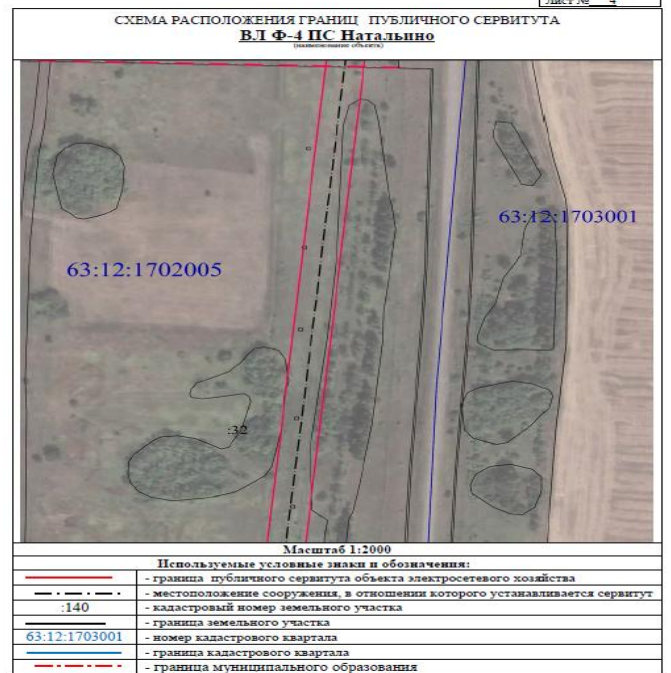 Лист № 4
СХЕМА РАСПОЛОЖЕНИЯ ГРАНИЦ ПУБЛИЧНОГО СЕРВИТУТА
ВЛ Ф-4 ПС Натальино
(наименование объекта)
63:12:1703001
63:12:1702005
:32
Масштаб 1:2000
Используемые условные знаки и обозначения:
- граница публичного сервитута объекта электросетевого хозяйства
- местоположение сооружения, в отношении которого устанавливается сервитут
:140 - кадастровый номер земельного участка
- граница земельного участка
63:12:1703001 - номер кадастрового квартала
- граница кадастрового квартала
- граница муниципального образования